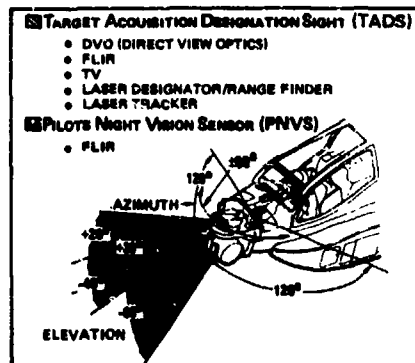 TARGET ACQUISITION DESIGNATION SIGHT (TADS)
• DVO (DIRECT VIEW OPTICS)
• FLIR
• TV
• LASER DESIGNATOR/RANGE FINDER
• LASER TRACKER
PILOTS NIGHT VISION SENSOR (PNVS)
• FLIR
±90°
120°
AZIMUTH
120°
ELEVATION